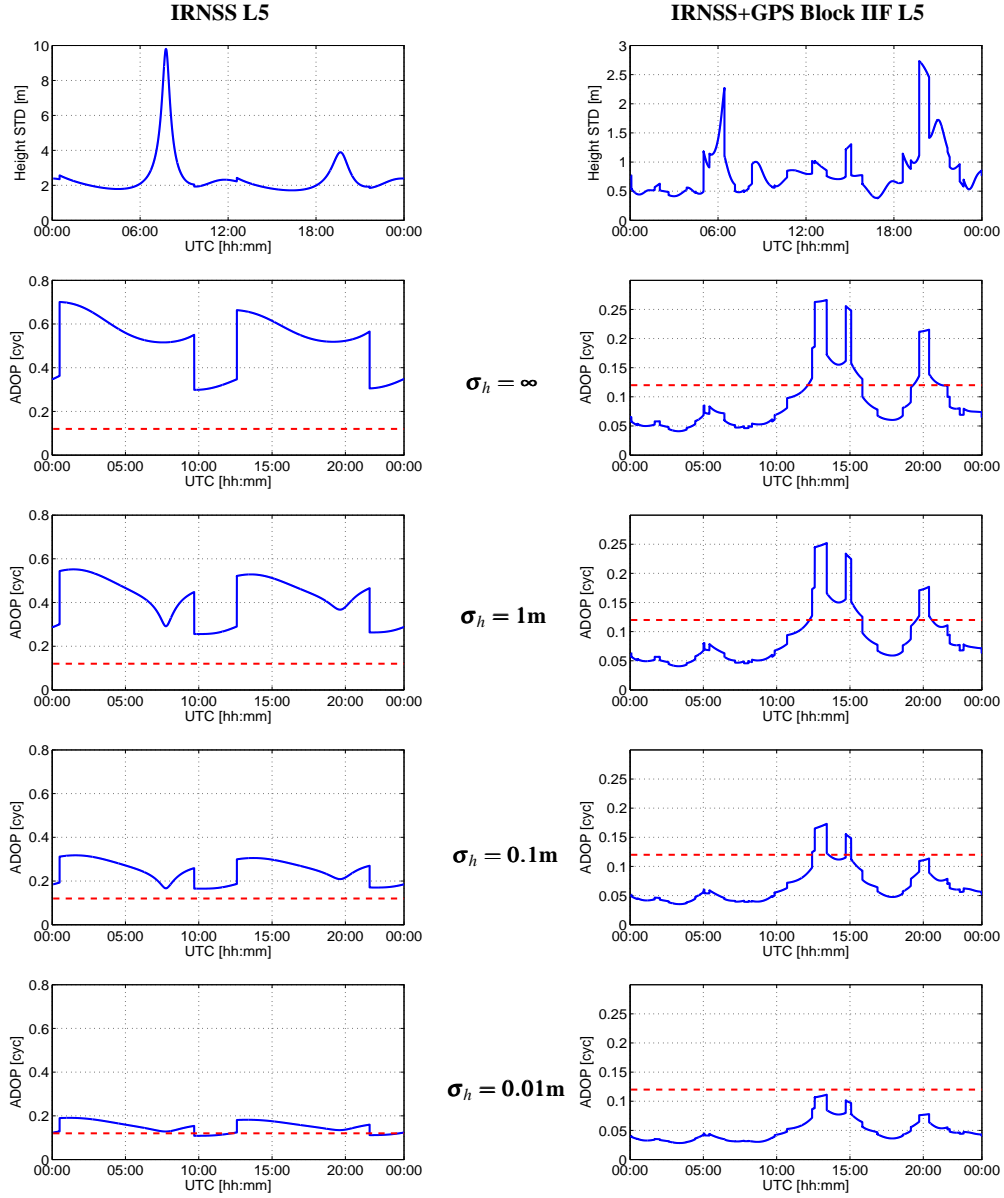 IRNSS L5
IRNSS+GPS Block IIF L5
Height STD [m]
10
8
6
4
2
0
00:00 06:00 12:00 18:00 00:00
UTC [hh:mm]
Height STD [m]
3
2.5
2
1.5
1
0.5
0
00:00 06:00 12:00 18:00 00:00
UTC [hh:mm]
ADOP [cyc]
0.8
0.6
0.4
0.2
0
00:00 05:00 10:00 15:00 20:00 00:00
UTC [hh:mm]
σh = ∞
ADOP [cyc]
0.25
0.2
0.15
0.1
0.05
0
00:00 05:00 10:00 15:00 20:00 00:00
UTC [hh:mm]
ADOP [cyc]
0.8
0.6
0.4
0.2
0
00:00 05:00 10:00 15:00 20:00 00:00
UTC [hh:mm]
σh = 1m
ADOP [cyc]
0.25
0.2
0.15
0.1
0.05
0
00:00 05:00 10:00 15:00 20:00 00:00
UTC [hh:mm]
ADOP [cyc]
0.8
0.6
0.4
0.2
0
00:00 05:00 10:00 15:00 20:00 00:00
UTC [hh:mm]
σh = 0.1m
ADOP [cyc]
0.25
0.2
0.15
0.1
0.05
0
00:00 05:00 10:00 15:00 20:00 00:00
UTC [hh:mm]
ADOP [cyc]
0.8
0.6
0.4
0.2
0
00:00 05:00 10:00 15:00 20:00 00:00
UTC [hh:mm]
σh = 0.01m
ADOP [cyc]
0.25
0.2
0.15
0.1
0.05
0
00:00 05:00 10:00 15:00 20:00 00:00
UTC [hh:mm]